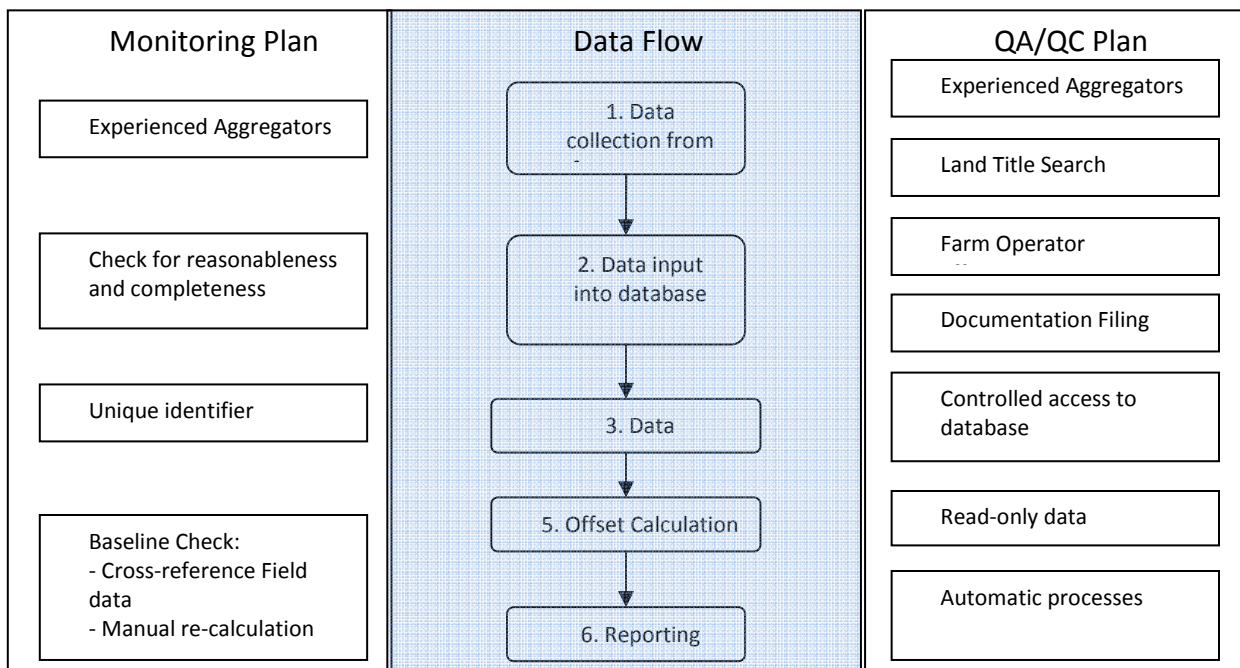 Monitoring Plan
Experienced Aggregators
Check for reasonableness
and completeness
Unique identifier
Baseline Check:
- Cross-reference Field
data
- Manual re-calculation
Data Flow
1. Data
collection from
2. Data input
into database
3. Data
5. Offset Calculation
6. Reporting
QA/QC Plan
Experienced Aggregators
Land Title Search
Farm Operator
Documentation Filing
Controlled access to
database
Read-only data
Automatic processes